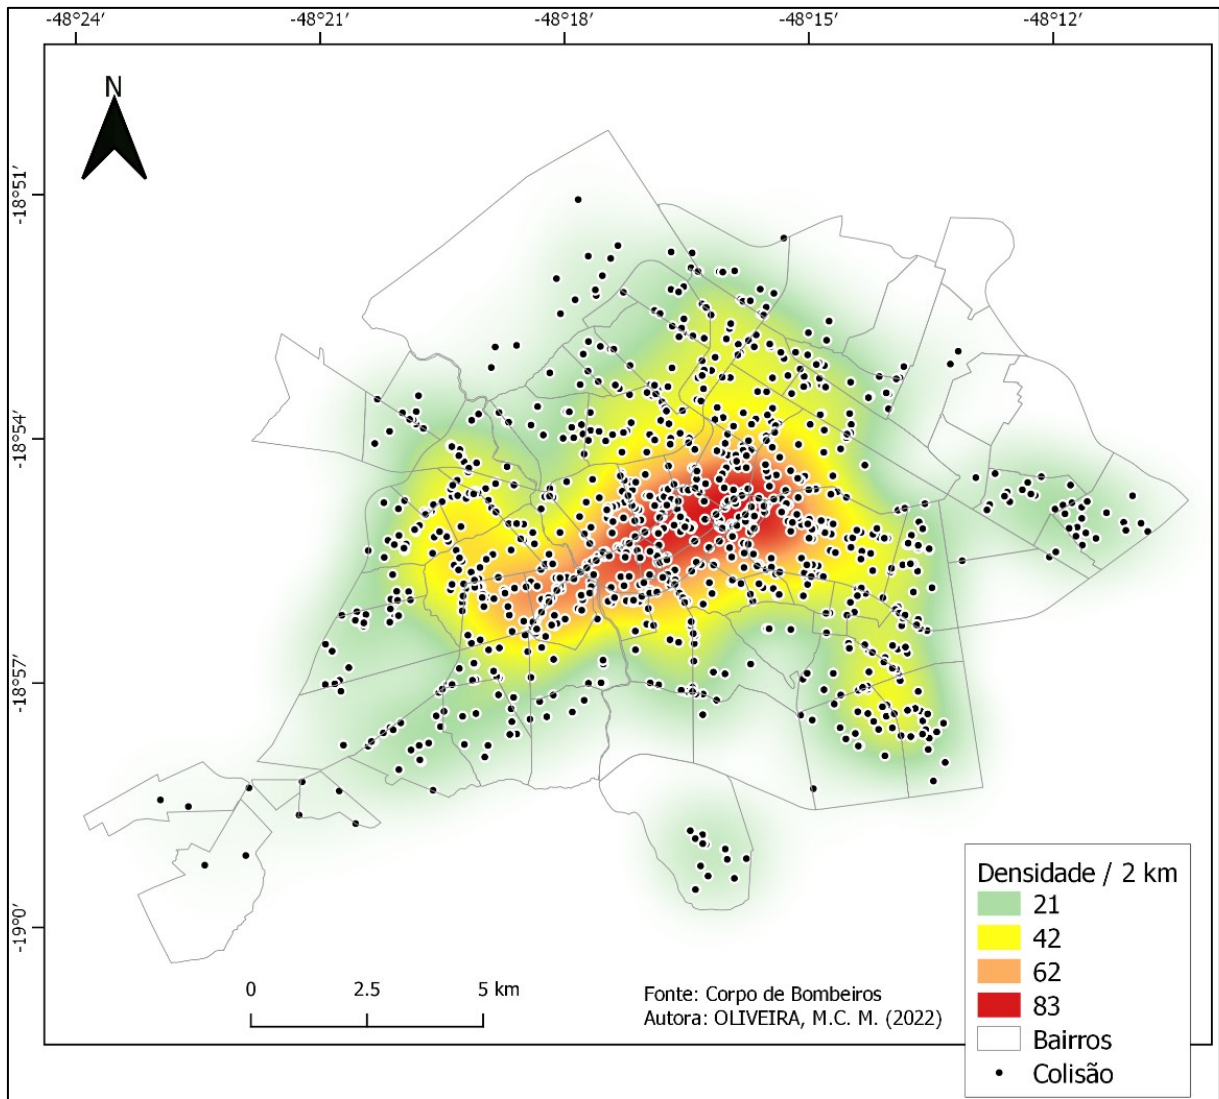 -48°24′ -48°21′ -48°18′ -48°15′ -48°12′
N
-18°51′
-18°54′
-18°57′
-19°0′
Densidade / 2 km
21
42
62
83
Bairros
Colisão
0 2.5 5 km
Fonte: Corpo de Bombeiros
Autora: OLIVEIRA, M.C. M. (2022)